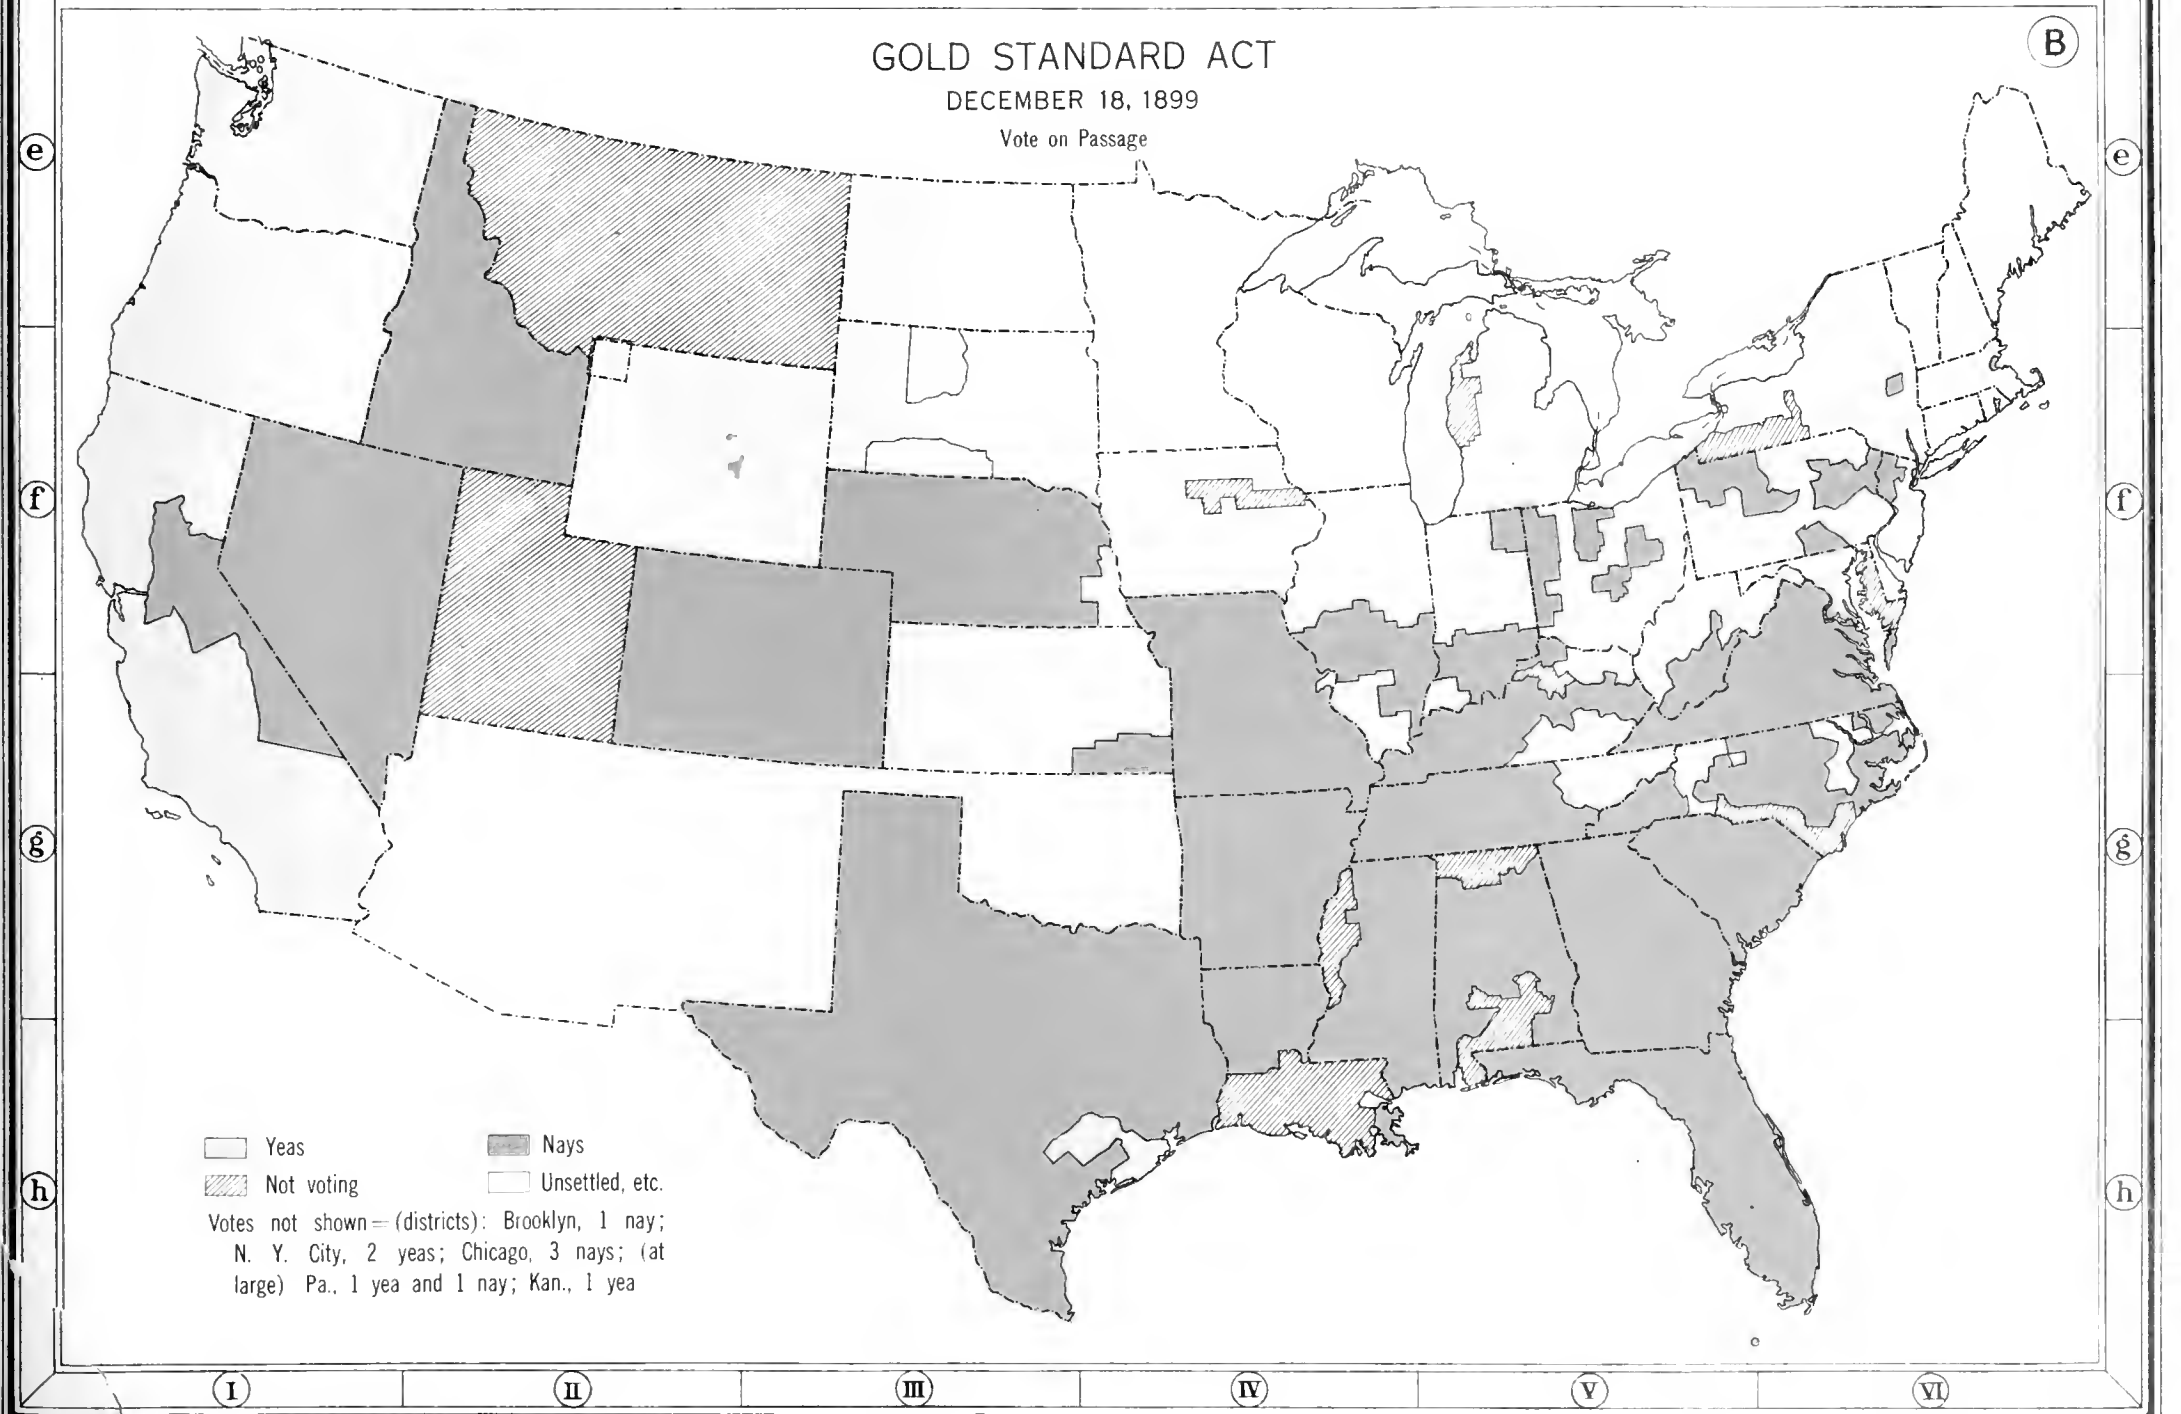 GOLD STANDARD ACT
B
DECEMBER 18, 1899
Vote on Passage
e
e
f
f
g
g
h
h
Yeas
Nays
Not voting
Unsettled, etc.
Votes not shown = (districts): Brooklyn, 1 nay;
N. Y. City, 2 yeas; Chicago, 3 nays; (at
large) Pa., 1 yea and 1 nay; Kan., 1 yea
I
II
III
IV
V
VI